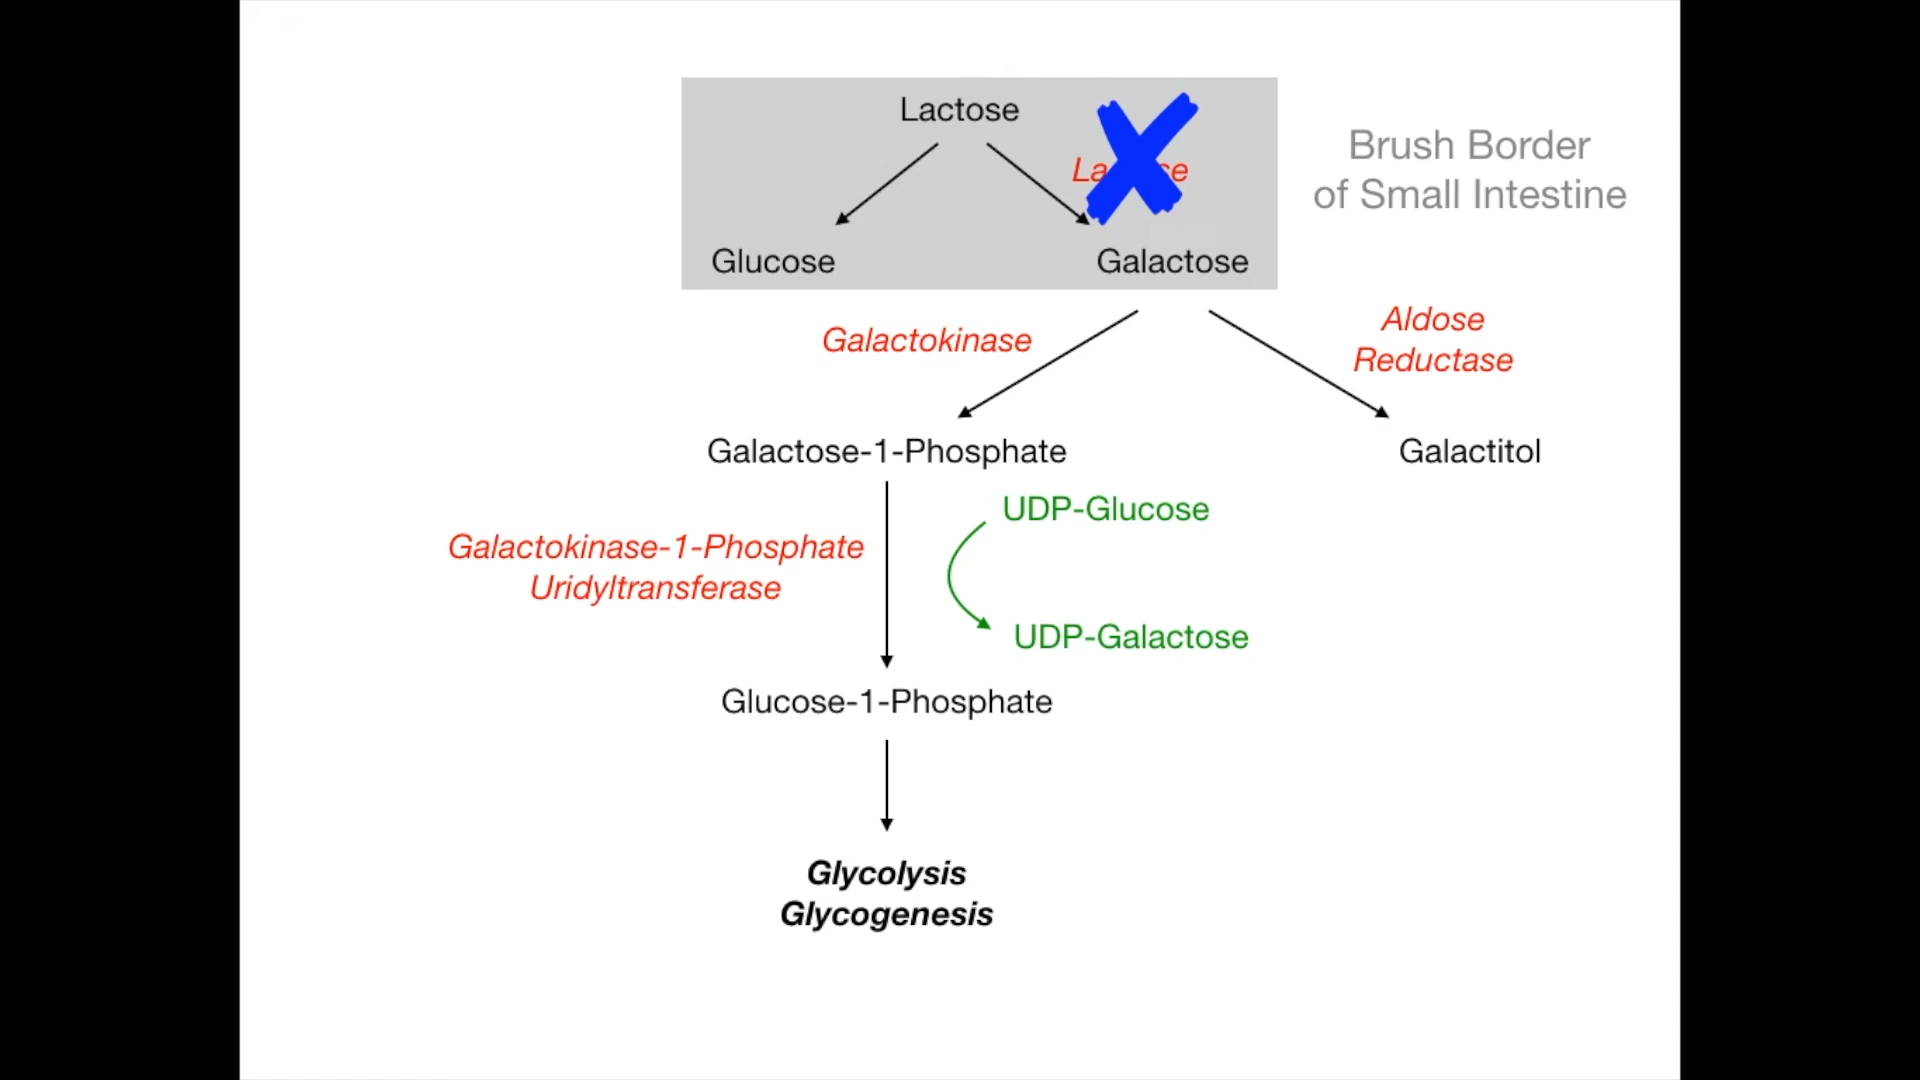 Lactose
Brush Border
of Small Intestine
Glucose
Galactose
Galactokinase
Aldose
Reductase
Galactose-1-Phosphate
Galactitol
UDP-Glucose
Galactokinase-1-Phosphate
Uridyltransferase
UDP-Galactose
Glucose-1-Phosphate
Glycolysis
Glycogenesis